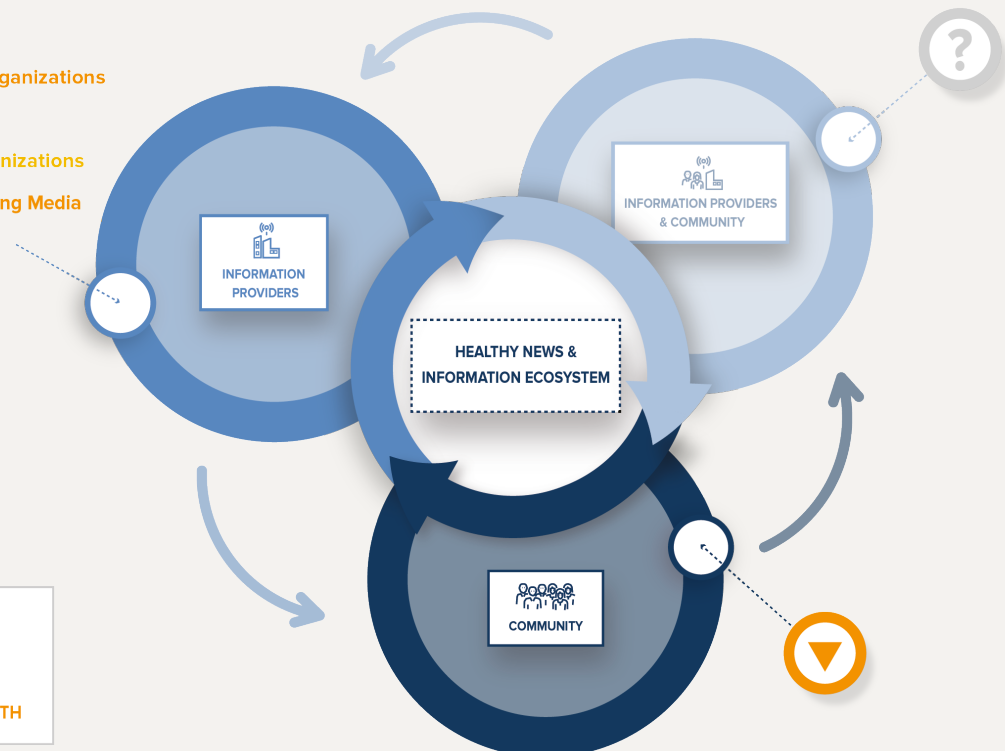 ganizations
nizations
ng Media
INFORMATION
PROVIDERS
INFORMATION PROVIDERS
& COMMUNITY
?
HEALTHY NEWS &
INFORMATION ECOSYSTEM
COMMUNITY
TH